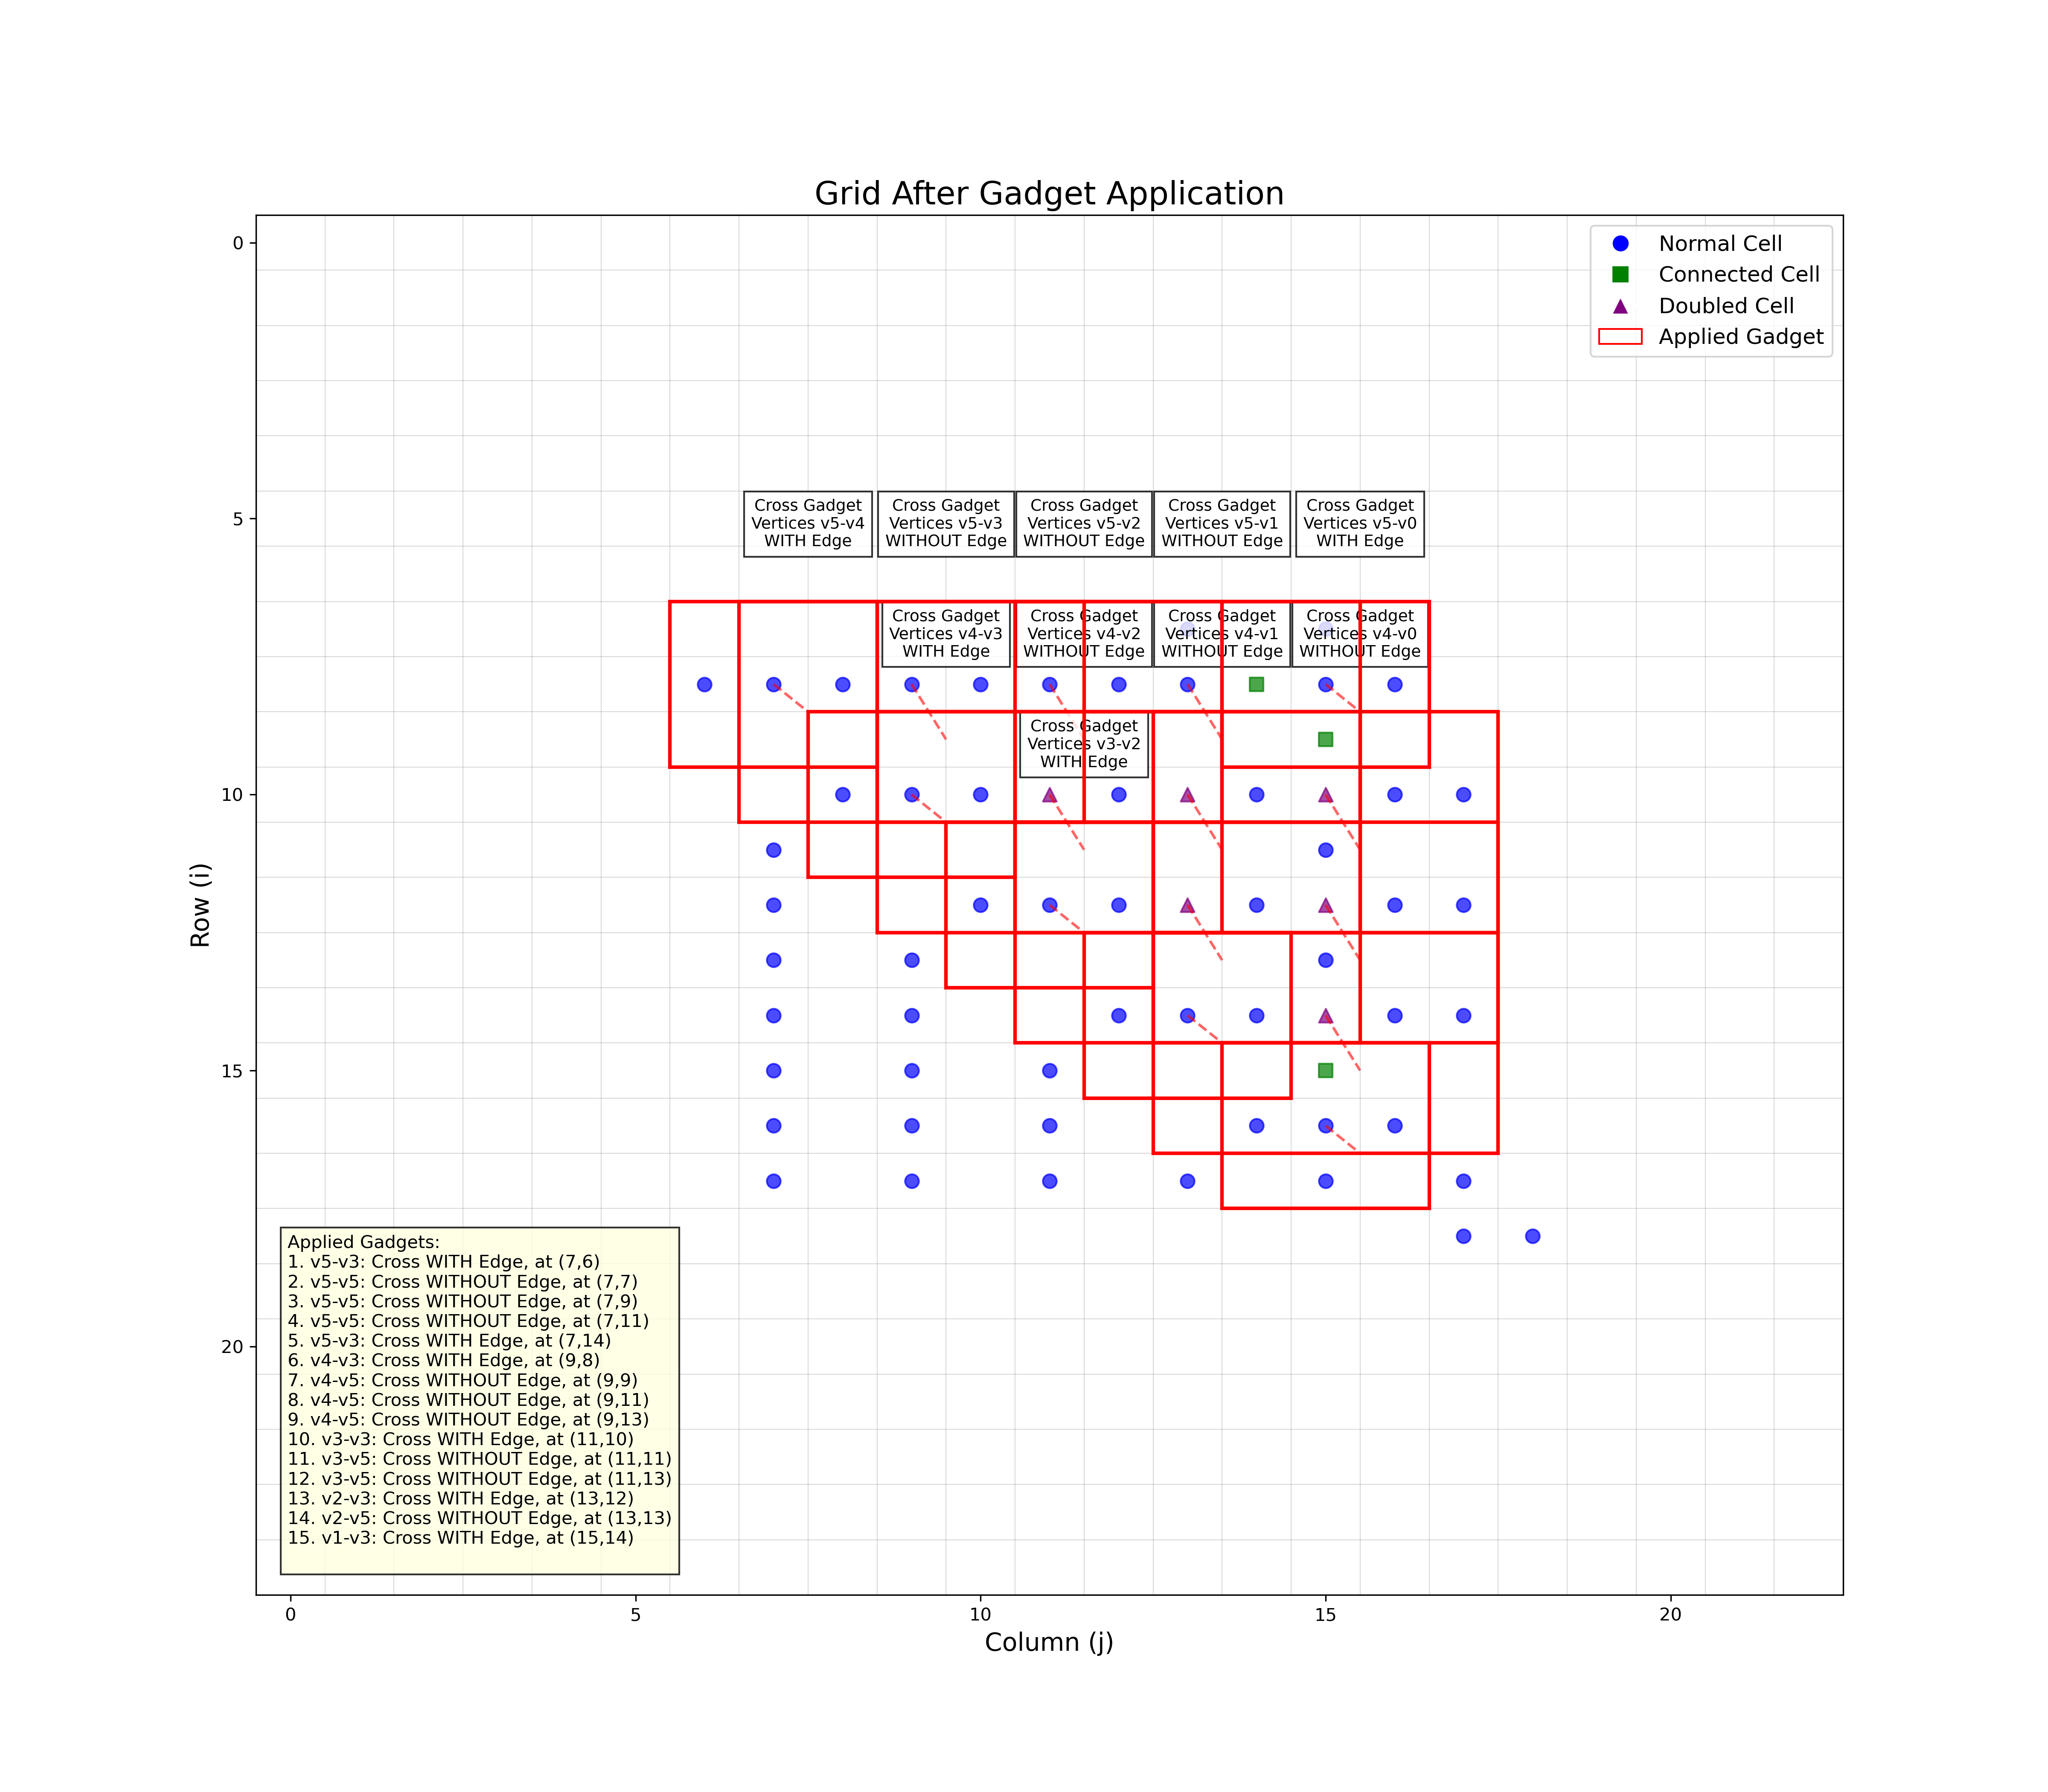 Grid After Gadget Application
Normal Cell
Connected Cell
Doubled Cell
Applied Gadget
Cross Gadget
Vertices v5-v4
WITH Edge
Cross Gadget
Vertices v5-v3
WITHOUT Edge
Cross Gadget
Vertices v5-v2
WITHOUT Edge
Cross Gadget
Vertices v5-v1
WITHOUT Edge
Cross Gadget
Vertices v5-v0
WITH Edge
Cross Gadget
Vertices v4-v3
WITH Edge
Cross Gadget
Vertices v4-v2
WITHOUT Edge
Cross Gadget
Vertices v4-v1
WITHOUT Edge
Cross Gadget
Vertices v4-v0
WITHOUT Edge
Cross Gadget
Vertices v3-v2
WITH Edge
0
5
10
15
20
Row (i)
Applied Gadgets:
1. v5-v3: Cross WITH Edge, at (7,6)
2. v5-v5: Cross WITHOUT Edge, at (7,7)
3. v5-v5: Cross WITHOUT Edge, at (7,9)
4. v5-v5: Cross WITHOUT Edge, at (7,11)
5. v5-v3: Cross WITH Edge, at (7,14)
6. v4-v3: Cross WITH Edge, at (9,8)
7. v4-v5: Cross WITHOUT Edge, at (9,9)
8. v4-v5: Cross WITHOUT Edge, at (9,11)
9. v4-v5: Cross WITHOUT Edge, at (9,13)
10. v3-v3: Cross WITH Edge, at (11,10)
11. v3-v5: Cross WITHOUT Edge, at (11,11)
12. v3-v5: Cross WITHOUT Edge, at (11,13)
13. v2-v3: Cross WITH Edge, at (13,12)
14. v2-v5: Cross WITHOUT Edge, at (13,13)
15. v1-v3: Cross WITH Edge, at (15,14)
0
5
10
15
20
Column (j)